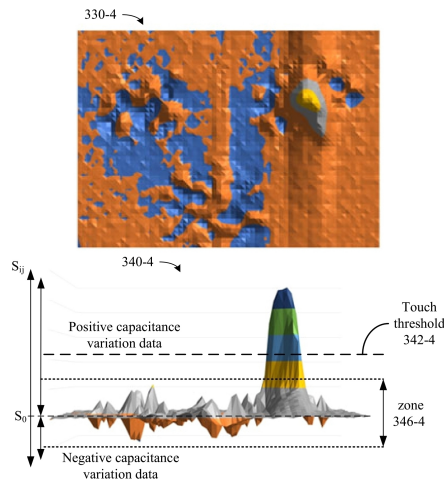 330-4
340-4
Sij
Positive capacitance
variation data
Touch
threshold
342-4
S0
zone
346-4
Negative capacitance
variation data